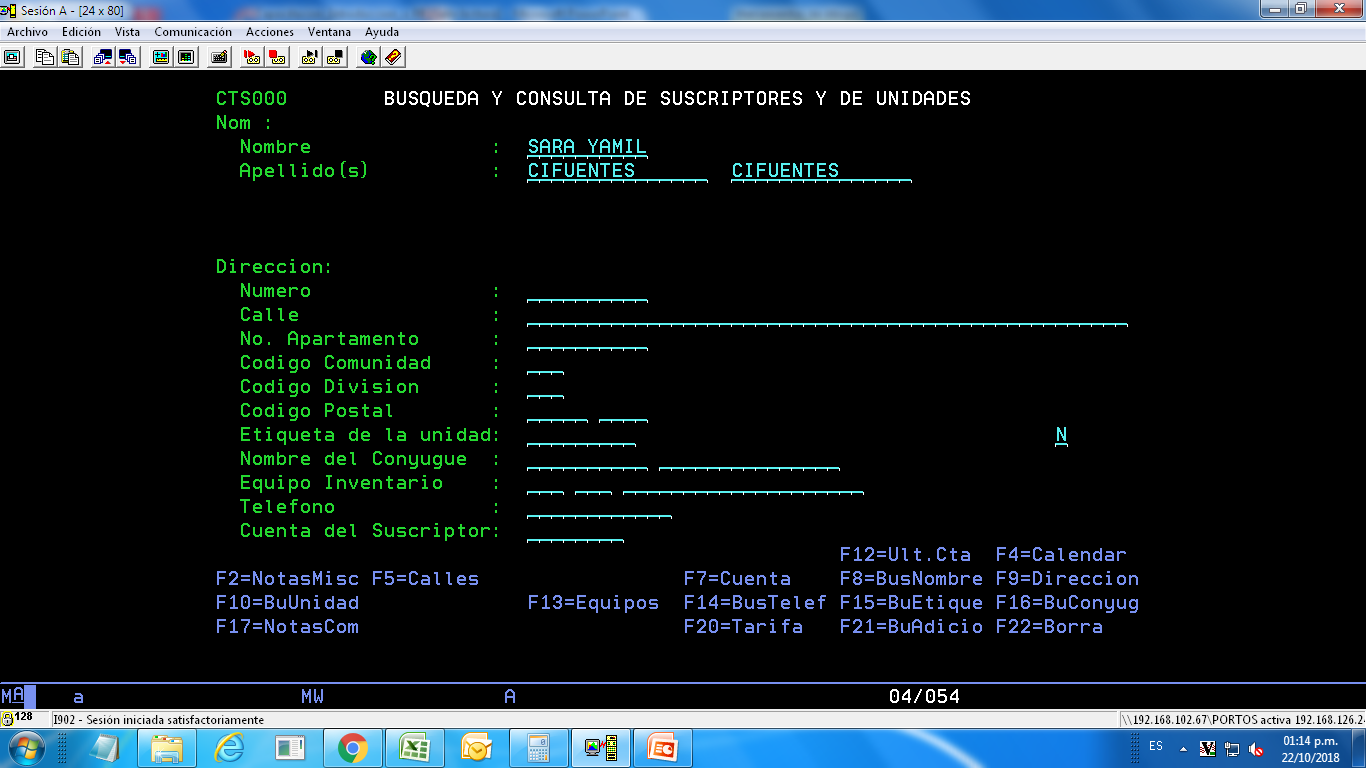 Sesión A - [24 x 80]
Archivo Edición Vista Comunicación Acciones Ventana Ayuda
CTS000 BUSQUEDA Y CONSULTA DE SUSCRIPTORES Y DE UNIDADES
Nom :
Nombre : SARA YAMIL
Apellido(s) : CIFUENTES CIFUENTES
Direccion:
Numero :
Calle :
No. Apartamento :
Codigo Comunidad :
Codigo Division :
Codigo Postal :
Etiqueta de la unidad: N
Nombre del Conyugue :
Equipo Inventario :
Telefono :
Cuenta del Suscriptor:
F12=Ult.Cta F4=Calendar
F2=NotasMisc F5=Calles F7=Cuenta F8=BusNombre F9=Direccion
F10=BuUnidad F13=Equipos F14=BusTelef F15=BuEtique F16=BuConyug
F17=NotasCom F20=Tarifa F21=BuAdicio F22=Borra
MA a MW A 04/054
128 I902 - Sesión iniciada satisfactoriamente \\192.168.102.67\PORTOS activa 192.168.126.2
ES 01:14 p.m.
22/10/2018